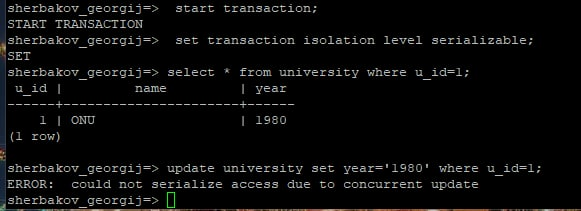 sherbakov_georgij=>  start transaction;
START TRANSACTION
sherbakov_georgij=>  set transaction isolation level serializable;
SET
sherbakov_georgij=> select * from university where u_id=1;
 u_id |         name         | year
------+----------------------+------
    1 | ONU                  | 1980
(1 row)

sherbakov_georgij=> update university set year='1980' where u_id=1;
ERROR:  could not serialize access due to concurrent update
sherbakov_georgij=>